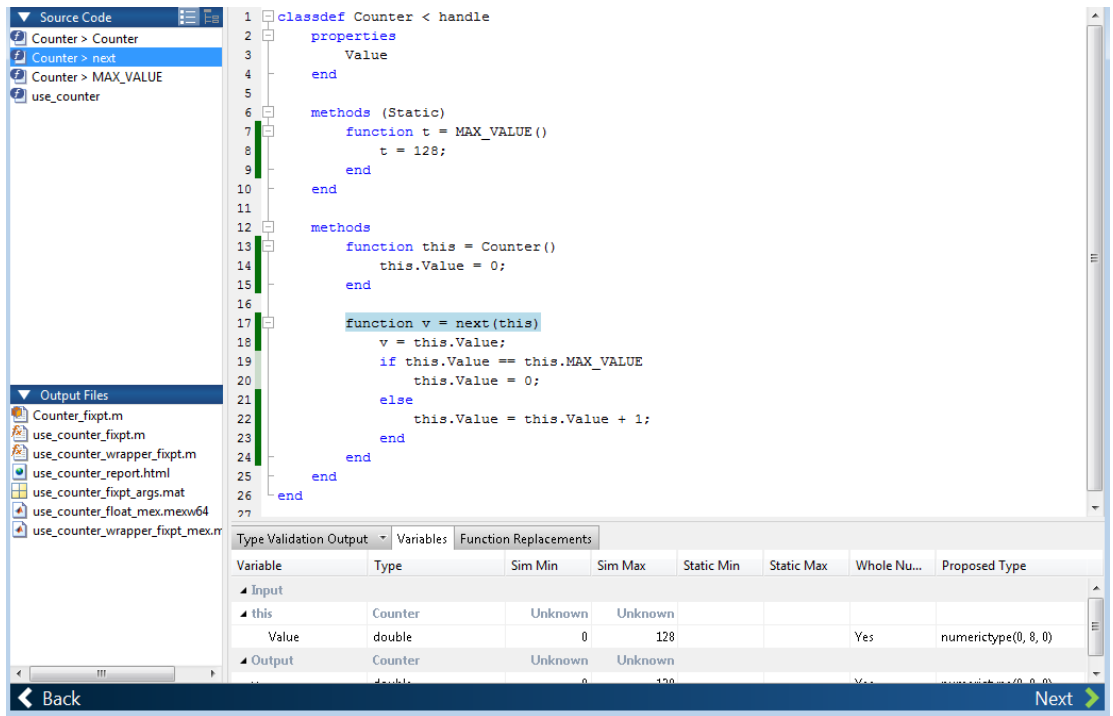 Source Code
Counter > Counter
Counter > next
Counter > MAX_VALUE
use_counter
Output Files
Counter_fixpt.m
use_counter_fixpt.m
use_counter_wrapper_fixpt.m
use_counter_report.html
use_counter_fixpt_args.mat
use_counter_float_mex.mexw64
use_counter_wrapper_fixpt_mex.m
1 classdef Counter < handle
2 properties
3 Value
4 end
5
6 methods (Static)
7 function t = MAX_VALUE()
8 t = 128;
9 end
10 end
11
12 methods
13 function this = Counter()
14 this.Value = 0;
15 end
16
17 function v = next(this)
18 v = this.Value;
19 if this.Value == this.MAX_VALUE
20 this.Value = 0;
21 else
22 this.Value = this.Value + 1;
23 end
24 end
25 end
26 end
27
Type Validation Output Variables Function Replacements
Variable Type Sim Min Sim Max Static Min Static Max Whole Nu... Proposed Type
Input
this Counter Unknown Unknown
Value double 0 128 Yes numerictype(0, 8, 0)
Output Counter Unknown Unknown
Back Next